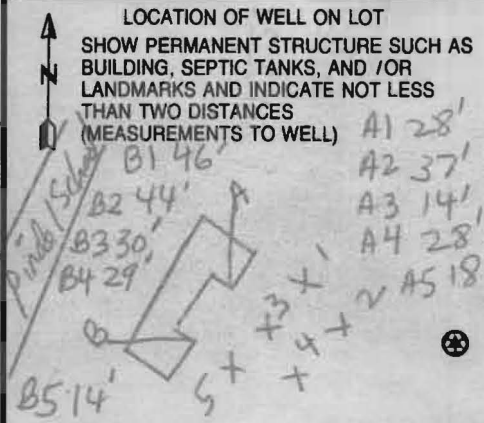 LOCATION OF WELL ON LOT
SHOW PERMANENT STRUCTURE SUCH AS
BUILDING, SEPTIC TANKS, AND /OR
LANDMARKS AND INDICATE NOT LESS
THAN TWO DISTANCES
(MEASUREMENTS TO WELL)
N
A1 28'
A2 37'
A3 14'
A4 28'
A5 18
B1 46'
B2 44'
B3 30'
B4 29'
B5 14'
School
A
B
1
2
3
4
5